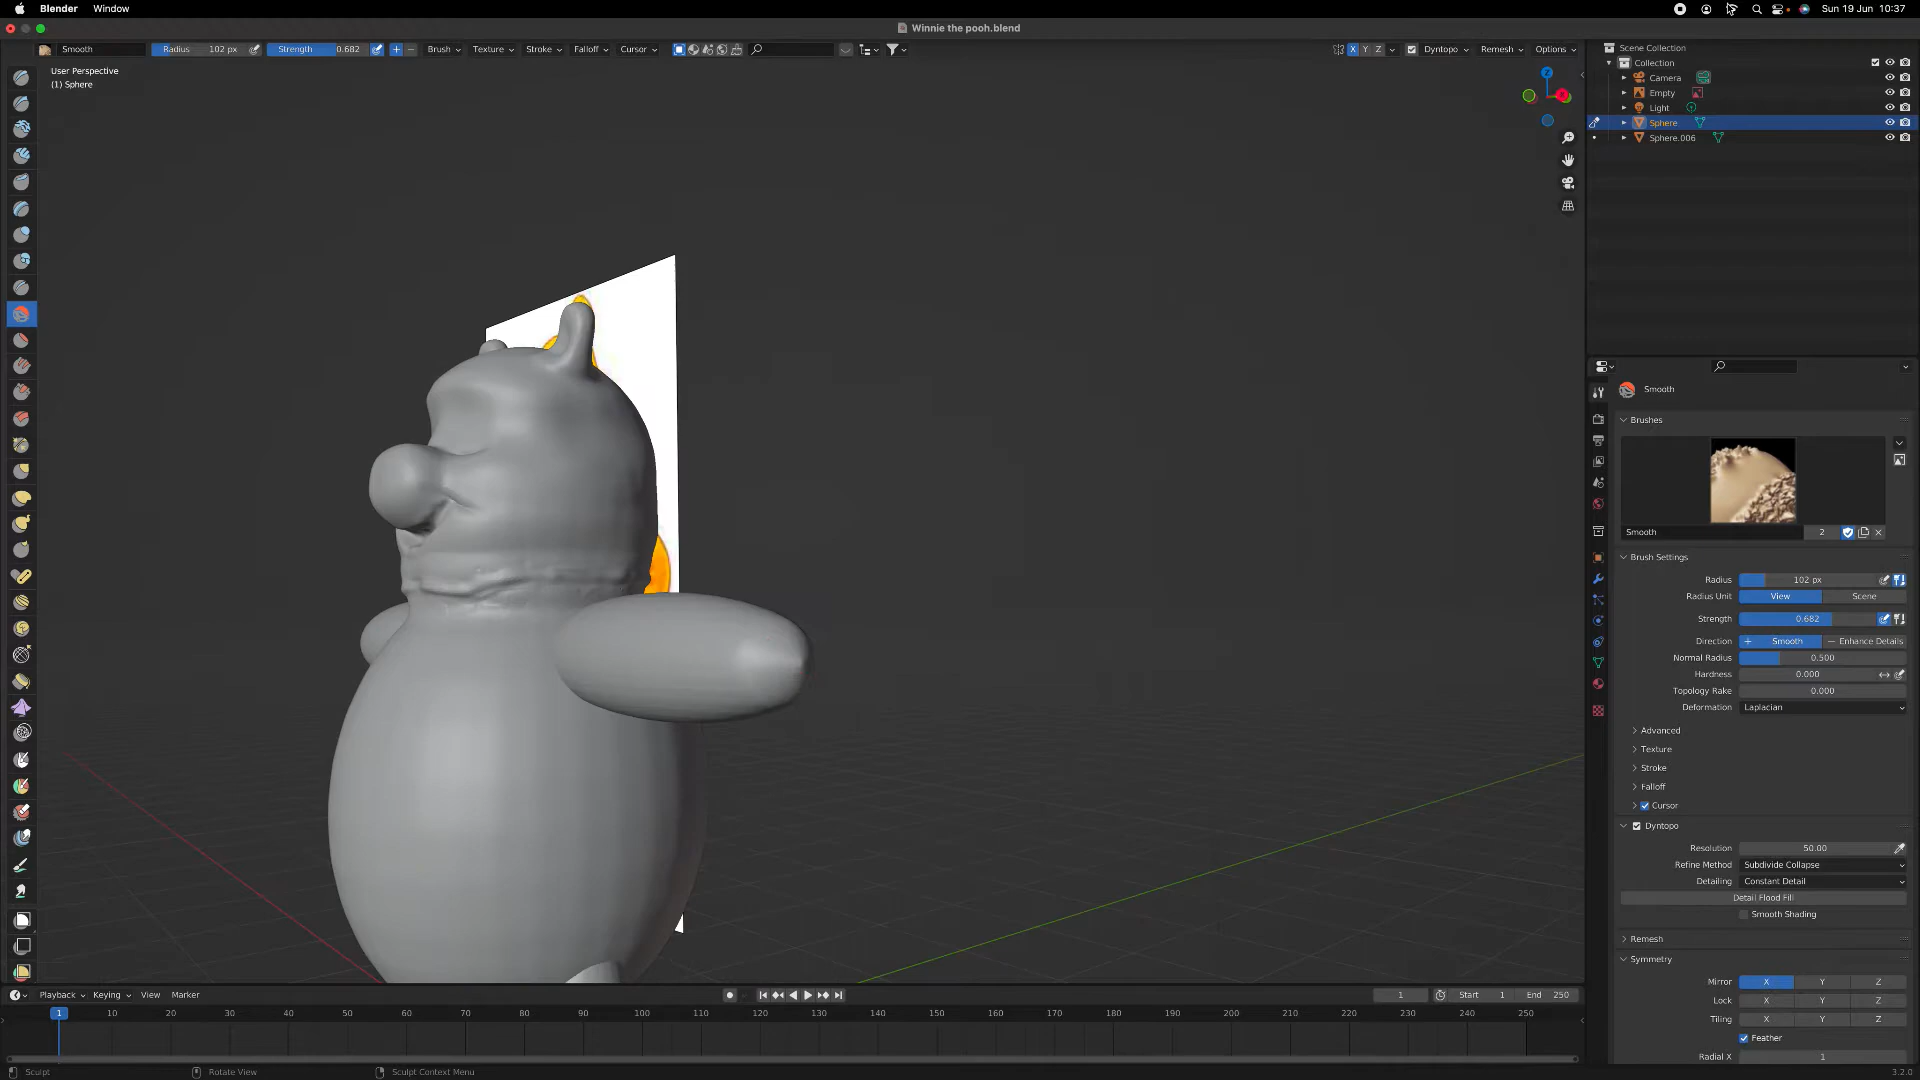 Blender Window Sun 19 Jun 10:37
Winnie the pooh.blend
Smooth Radius 102 px Strength 0.682 Brush Texture Stroke Falloff Cursor X Y Z Dyntopo Remesh Options
User Perspective
(1) Sphere
Z
Scene Collection
Collection
Camera
Empty
Light
Sphere
Sphere.006
Smooth
Brushes
Smooth 2
Brush Settings
Radius 102 px
Radius Unit View Scene
Strength 0.682
Direction + Smooth − Enhance Details
Normal Radius 0.500
Hardness 0.000
Topology Rake 0.000
Deformation Laplacian
Advanced
Texture
Stroke
Falloff
Cursor
Dyntopo
Resolution 50.00
Refine Method Subdivide Collapse
Detailing Constant Detail
Detail Flood Fill
Smooth Shading
Remesh
Symmetry
Mirror X Y Z
Lock X Y Z
Tiling X Y Z
Feather
Radial X 1
Playback Keying View Marker 1 Start 1 End 250
1 10 20 30 40 50 60 70 80 90 100 110 120 130 140 150 160 170 180 190 200 210 220 230 240 250
Sculpt Rotate View Sculpt Context Menu 3.2.0